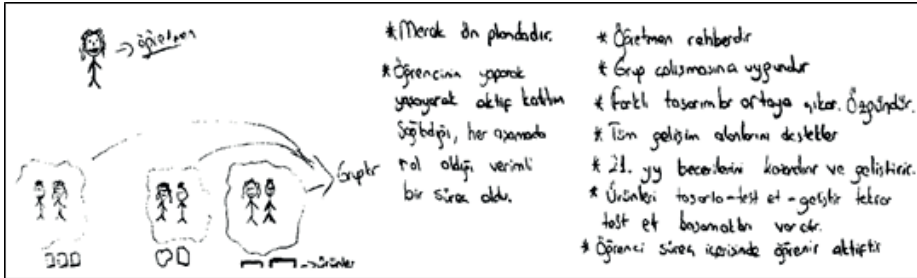 → öğretmen
Gruplar
→ ürünler
* Merak ön plandadır.
* Öğrencinin yaparak
yaşayarak aktif katılım
sağladığı, her aşamada
rol aldığı verimli
bir süreç oldu.
* Öğretmen rehberdir
* Grup çalışmasına uygundur
* Farklı tasarımlar ortaya çıkar. Özgündür.
* Tüm gelişim alanlarını destekler
* 21. yy becerilerini kazandırır ve geliştirir.
* Ürünleri tasarla-test et-geliştir tekrar
test et basamakları vardır.
* Öğrenci süreç içerisinde öğrenir aktiftir